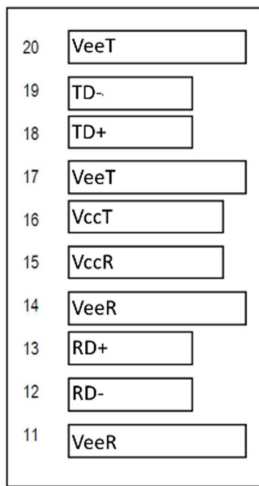 20 VeeT
19 TD-
18 TD+
17 VeeT
16 VccT
15 VccR
14 VeeR
13 RD+
12 RD-
11 VeeR